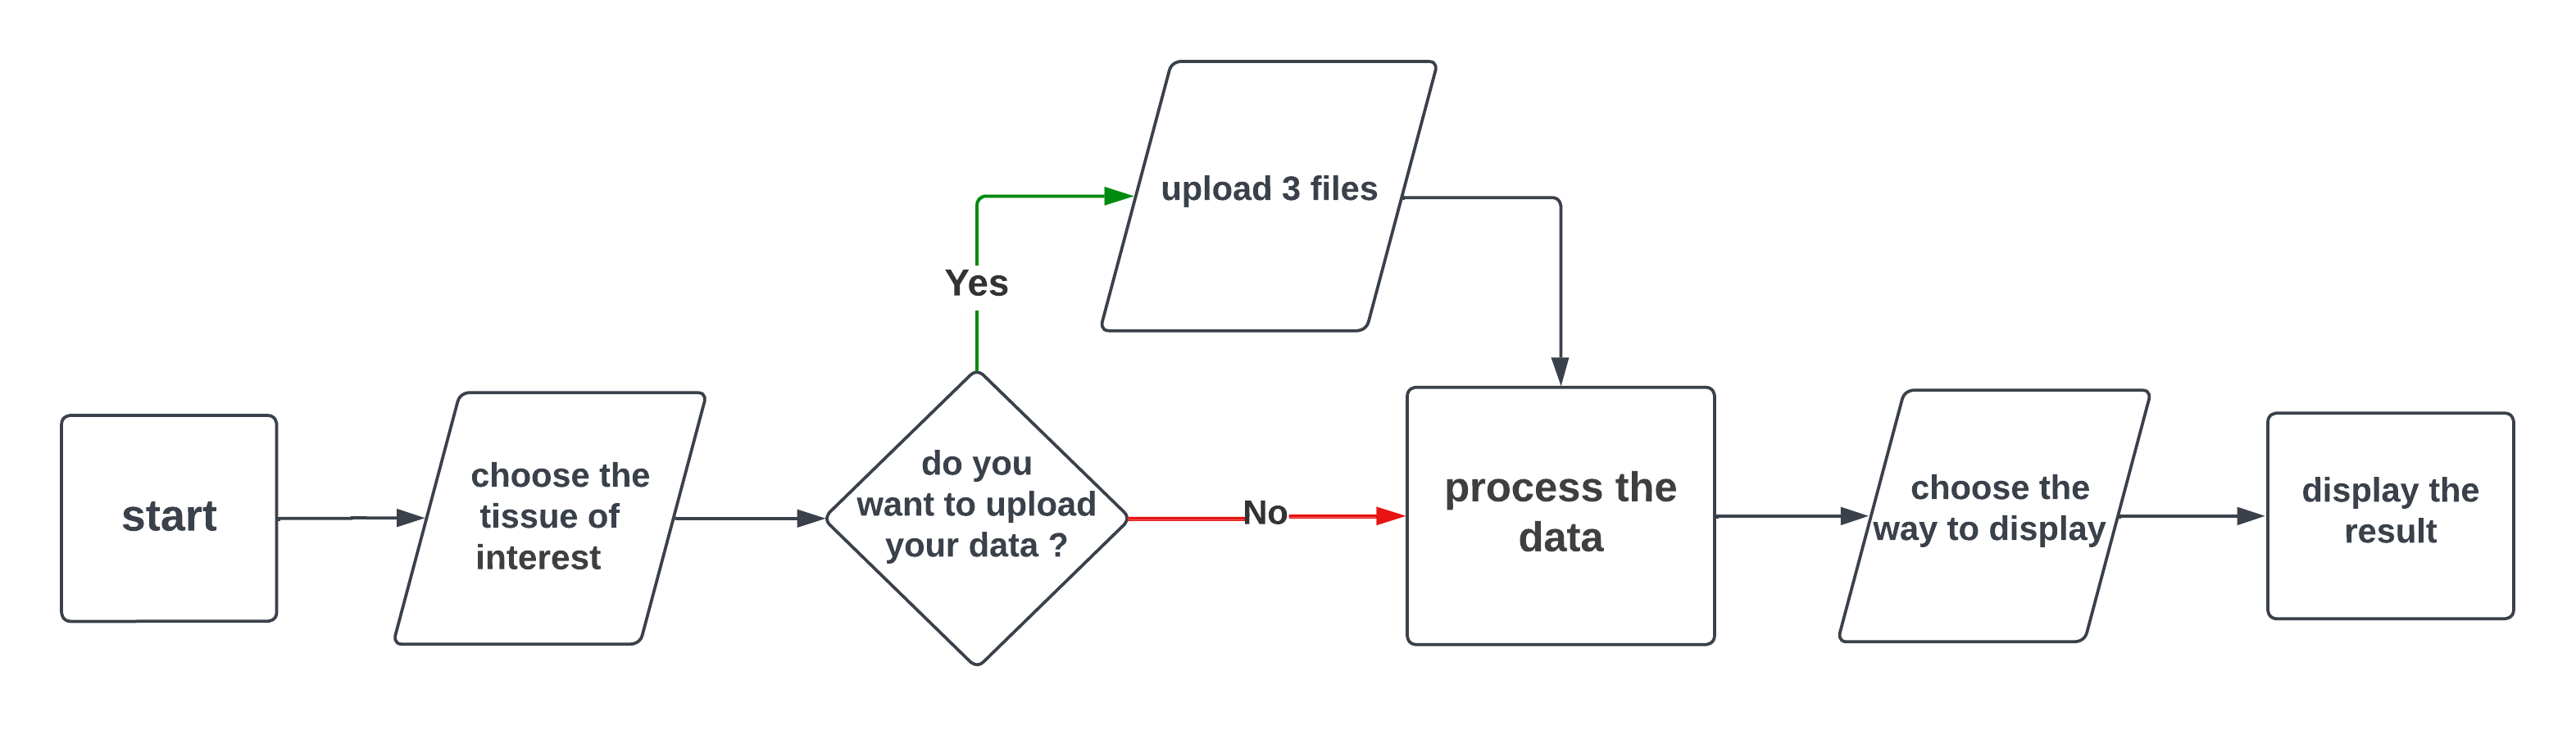 start
choose the
tissue of
interest
do you
want to upload
your data ?
Yes
upload 3 files
No
process the
data
choose the
way to display
display the
result